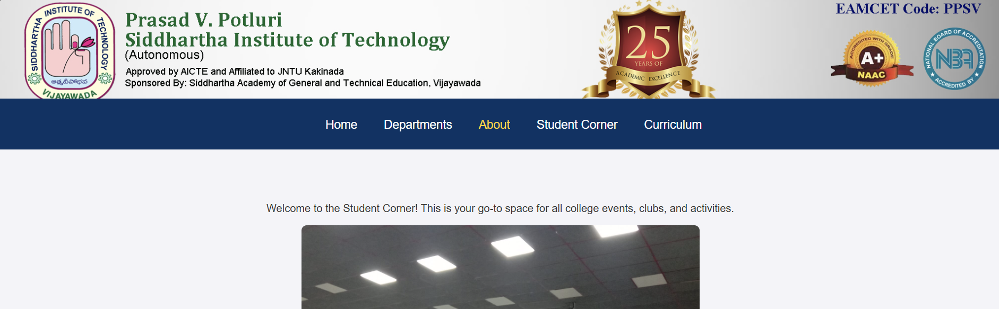 SIDDHARTHA INSTITUTE OF TECHNOLOGY
ఆత్మదీపోభవ
VIJAYAWADA
Prasad V. Potluri
Siddhartha Institute of Technology
(Autonomous)
Approved by AICTE and Affiliated to JNTU Kakinada
Sponsored By: Siddhartha Academy of General and Technical Education, Vijayawada
25
YEARS OF
ACADEMIC EXCELLENCE
EAMCET Code: PPSV
ACCREDITED WITH GRADE
A+
NAAC
NATIONAL BOARD OF ACCREDITATION
NBA
ACCREDITED BY
Home Departments About Student Corner Curriculum
Welcome to the Student Corner! This is your go-to space for all college events, clubs, and activities.